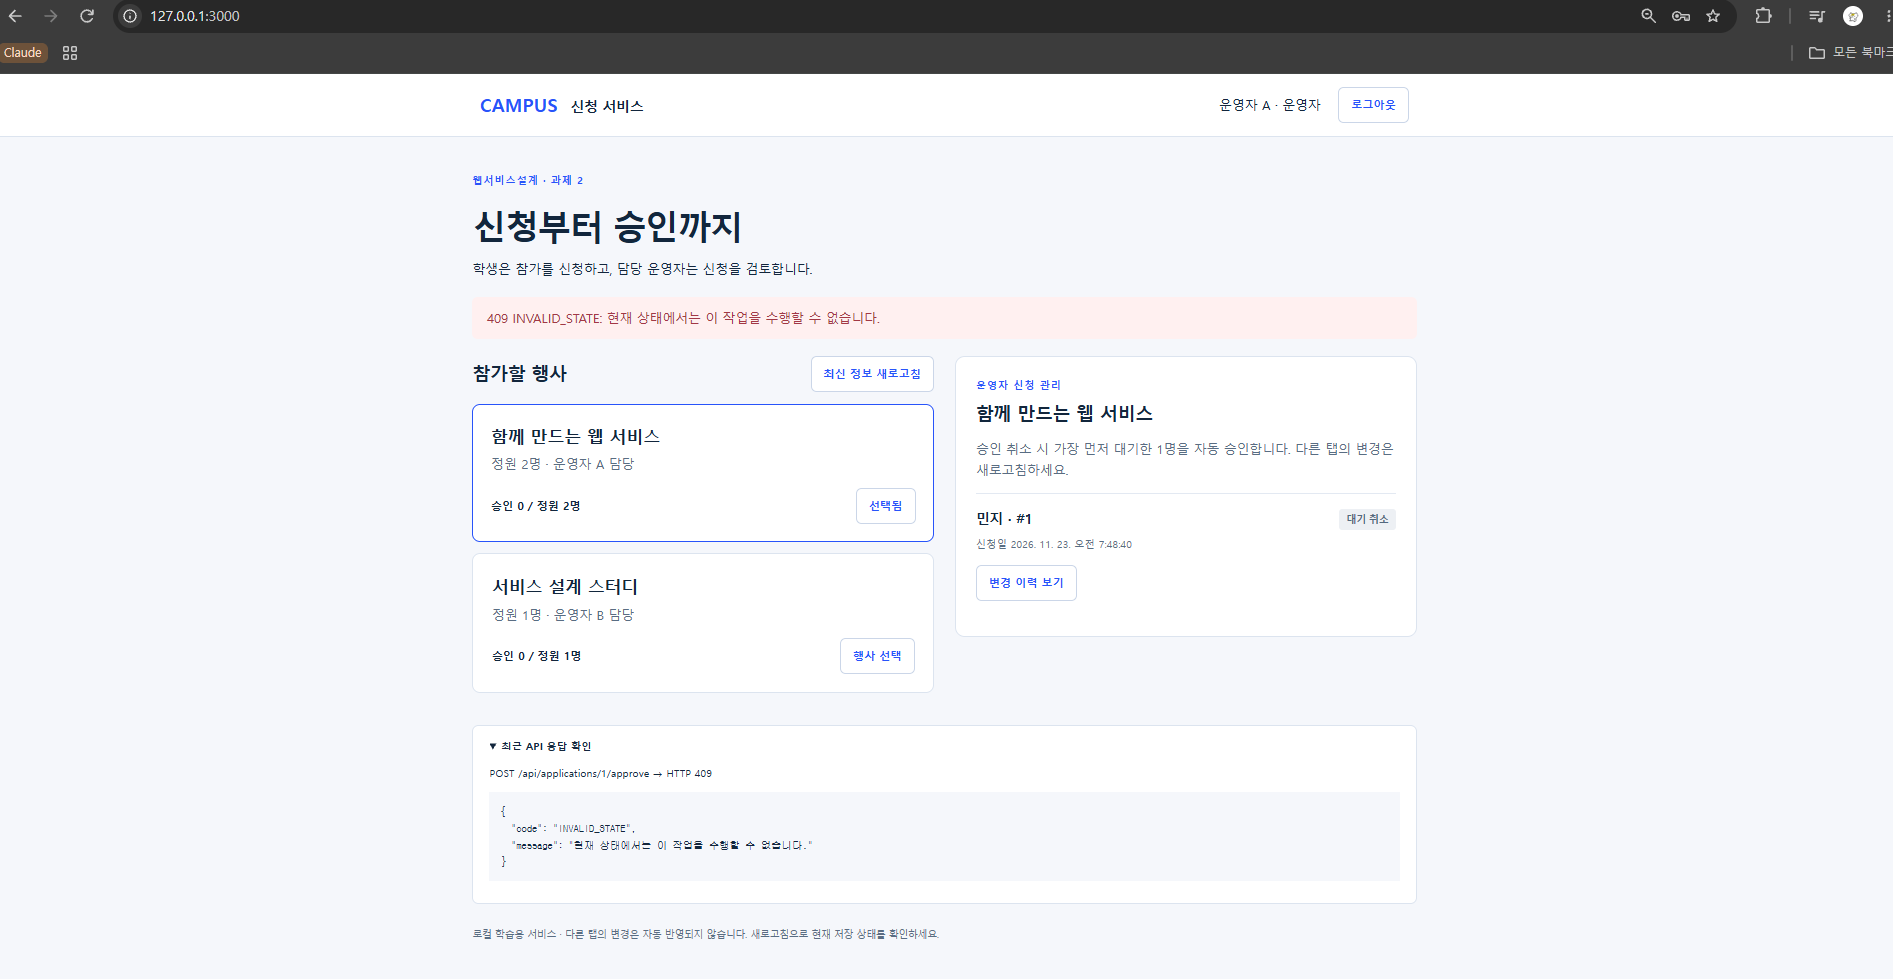 127.0.0.1:3000
Claude
모든 북마크
CAMPUS 신청 서비스
운영자 A · 운영자
로그아웃
웹서비스설계 · 과제 2
신청부터 승인까지
학생은 참가를 신청하고, 담당 운영자는 신청을 검토합니다.
409 INVALID_STATE: 현재 상태에서는 이 작업을 수행할 수 없습니다.
참가할 행사
최신 정보 새로고침
함께 만드는 웹 서비스
정원 2명 · 운영자 A 담당
승인 0 / 정원 2명
선택됨
서비스 설계 스터디
정원 1명 · 운영자 B 담당
승인 0 / 정원 1명
행사 선택
운영자 신청 관리
함께 만드는 웹 서비스
승인 취소 시 가장 먼저 대기한 1명을 자동 승인합니다. 다른 탭의 변경은
새로고침하세요.
민지 · #1
대기 취소
신청일 2026. 11. 23. 오전 7:48:40
변경 이력 보기
▼ 최근 API 응답 확인
POST /api/applications/1/approve → HTTP 409
{
"code": "INVALID_STATE",
"message": "현재 상태에서는 이 작업을 수행할 수 없습니다."
}
로컬 학습용 서비스 · 다른 탭의 변경은 자동 반영되지 않습니다. 새로고침으로 현재 저장 상태를 확인하세요.